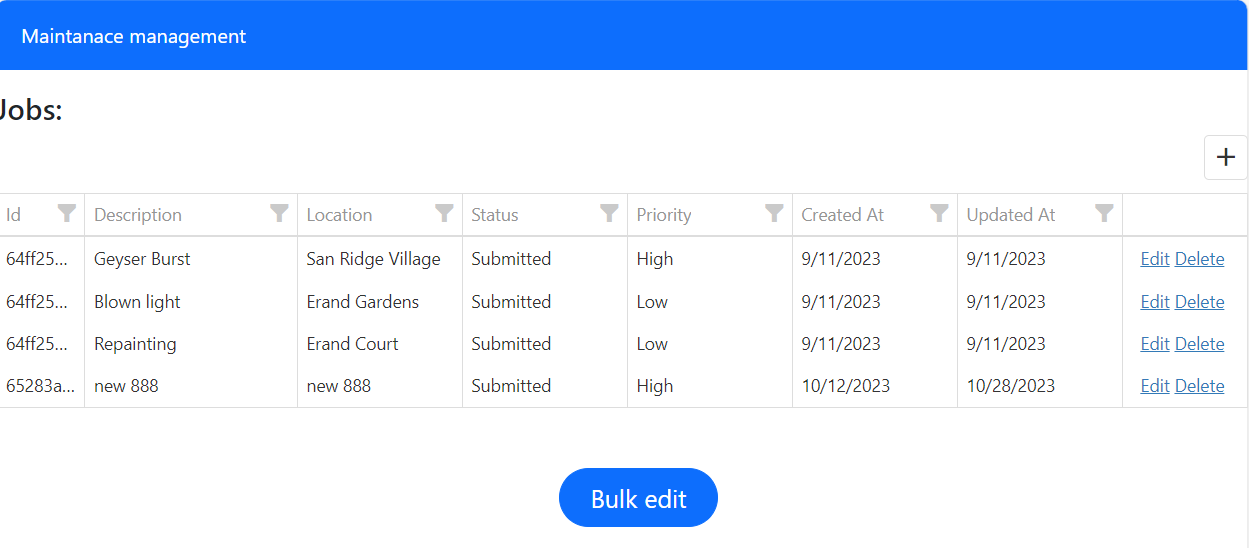 Maintanace management
Jobs:
+
Id Description Location Status Priority Created At Updated At
64ff25... Geyser Burst San Ridge Village Submitted High 9/11/2023 9/11/2023 Edit Delete
64ff25... Blown light Erand Gardens Submitted Low 9/11/2023 9/11/2023 Edit Delete
64ff25... Repainting Erand Court Submitted Low 9/11/2023 9/11/2023 Edit Delete
65283a... new 888 new 888 Submitted High 10/12/2023 10/28/2023 Edit Delete
Bulk edit